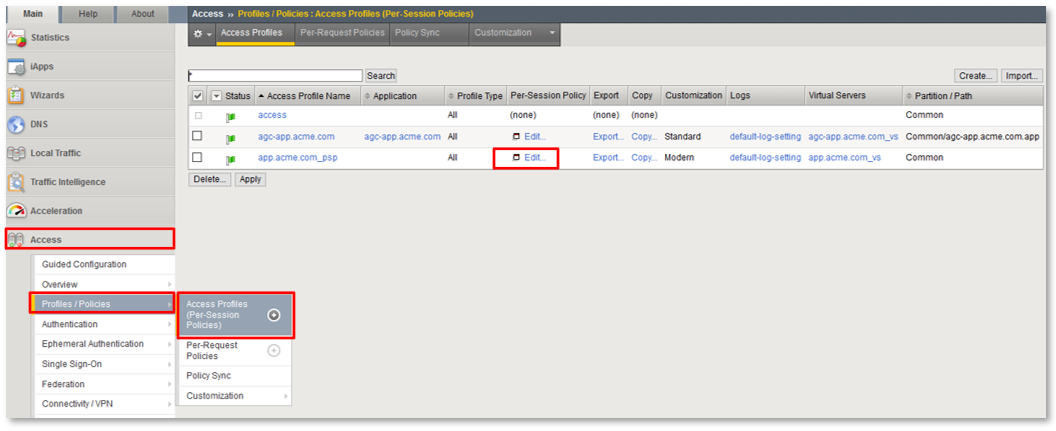 Main Help About
Access ›› Profiles / Policies : Access Profiles (Per-Session Policies)
Access Profiles Per-Request Policies Policy Sync Customization
Statistics
iApps
Wizards
DNS
Local Traffic
Traffic Intelligence
Acceleration
Access
Guided Configuration
Overview
Profiles / Policies
Authentication
Ephemeral Authentication
Single Sign-On
Federation
Connectivity / VPN
Access Profiles
(Per-Session
Policies)
Per-Request
Policies
Policy Sync
Customization
* Search Create... Import...
Status Access Profile Name Application Profile Type Per-Session Policy Export Copy Customization Logs Virtual Servers Partition / Path
access All (none) (none) (none) Common
agc-app.acme.com agc-app.acme.com All Edit... Export... Copy... Standard default-log-setting agc-app.acme.com_vs Common/agc-app.acme.com.app
app.acme.com_psp All Edit... Export... Copy... Modern default-log-setting app.acme.com_vs Common
Delete... Apply